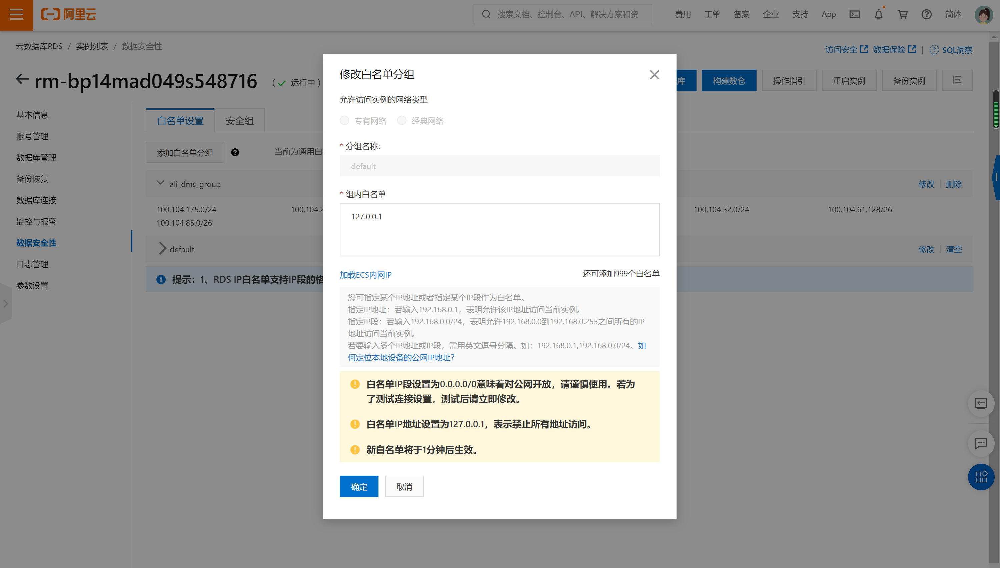 阿里云
搜索文档、控制台、API、解决方案和资
费用
工单
备案
企业
支持
App
简体
云数据库RDS / 实例列表 / 数据安全性
访问安全
数据保险
|
SQL洞察
rm-bp14mad049s548716
( 运行中 )
库
构建数仓
操作指引
重启实例
备份实例
基本信息
账号管理
数据库管理
备份恢复
数据库连接
监控与报警
数据安全性
日志管理
参数设置
白名单设置
安全组
添加白名单分组
当前为通用白
ali_dms_group
修改
删除
100.104.175.0/24
100.104.2
100.104.52.0/24
100.104.61.128/26
100.104.85.0/26
default
修改
清空
提示：1、RDS IP白名单支持IP段的格
修改白名单分组
允许访问实例的网络类型
专有网络
经典网络
* 分组名称：
default
* 组内白名单
127.0.0.1
加载ECS内网IP
还可添加999个白名单
您可指定某个IP地址或者指定某个IP段作为白名单。
指定IP地址：若输入192.168.0.1，表明允许该IP地址访问当前实例。
指定IP段：若输入192.168.0.0/24，表明允许192.168.0.0到192.168.0.255之间所有的IP
地址访问当前实例。
若要输入多个IP地址或IP段，需用英文逗号分隔。如：192.168.0.1,192.168.0.0/24。如
何定位本地设备的公网IP地址？
白名单IP段设置为0.0.0.0/0意味着对公网开放，请谨慎使用。若为
了测试连接设置，测试后请立即修改。
白名单IP地址设置为127.0.0.1，表示禁止所有地址访问。
新白名单将于1分钟后生效。
确定
取消